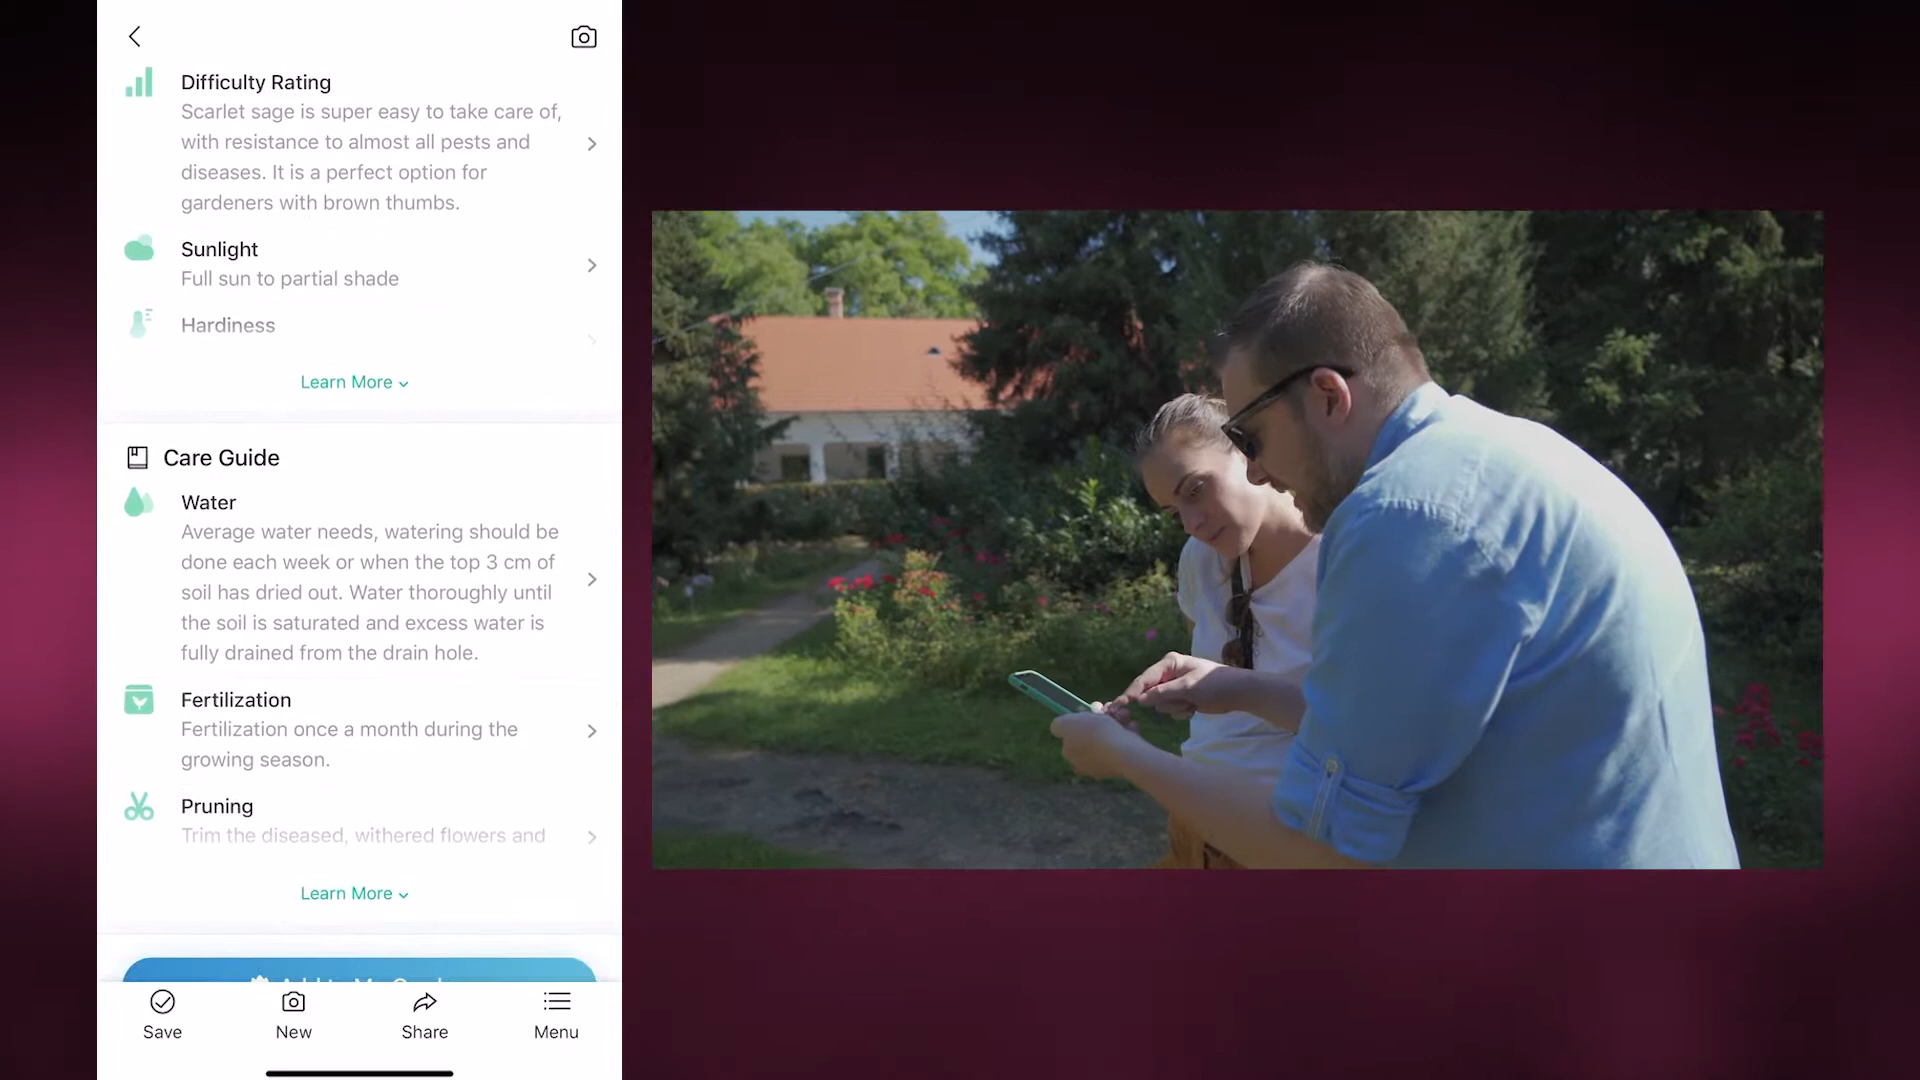 Difficulty Rating
Scarlet sage is super easy to take care of,
with resistance to almost all pests and
diseases. It is a perfect option for
gardeners with brown thumbs.
Sunlight
Full sun to partial shade
Hardiness
Learn More
Care Guide
Water
Average water needs, watering should be
done each week or when the top 3 cm of
soil has dried out. Water thoroughly until
the soil is saturated and excess water is
fully drained from the drain hole.
Fertilization
Fertilization once a month during the
growing season.
Pruning
Trim the diseased, withered flowers and
Learn More
Save
New
Share
Menu